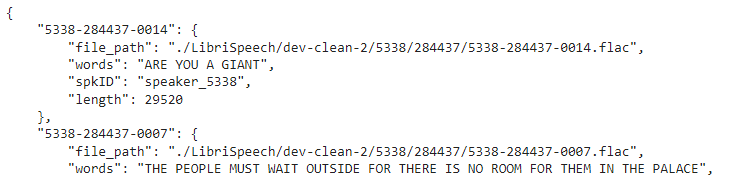 {
    "5338-284437-0014": {
        "file_path": "./LibriSpeech/dev-clean-2/5338/284437/5338-284437-0014.flac",
        "words": "ARE YOU A GIANT",
        "spkID": "speaker_5338",
        "length": 29520
    },
    "5338-284437-0007": {
        "file_path": "./LibriSpeech/dev-clean-2/5338/284437/5338-284437-0007.flac",
        "words": "THE PEOPLE MUST WAIT OUTSIDE FOR THERE IS NO ROOM FOR THEM IN THE PALACE",